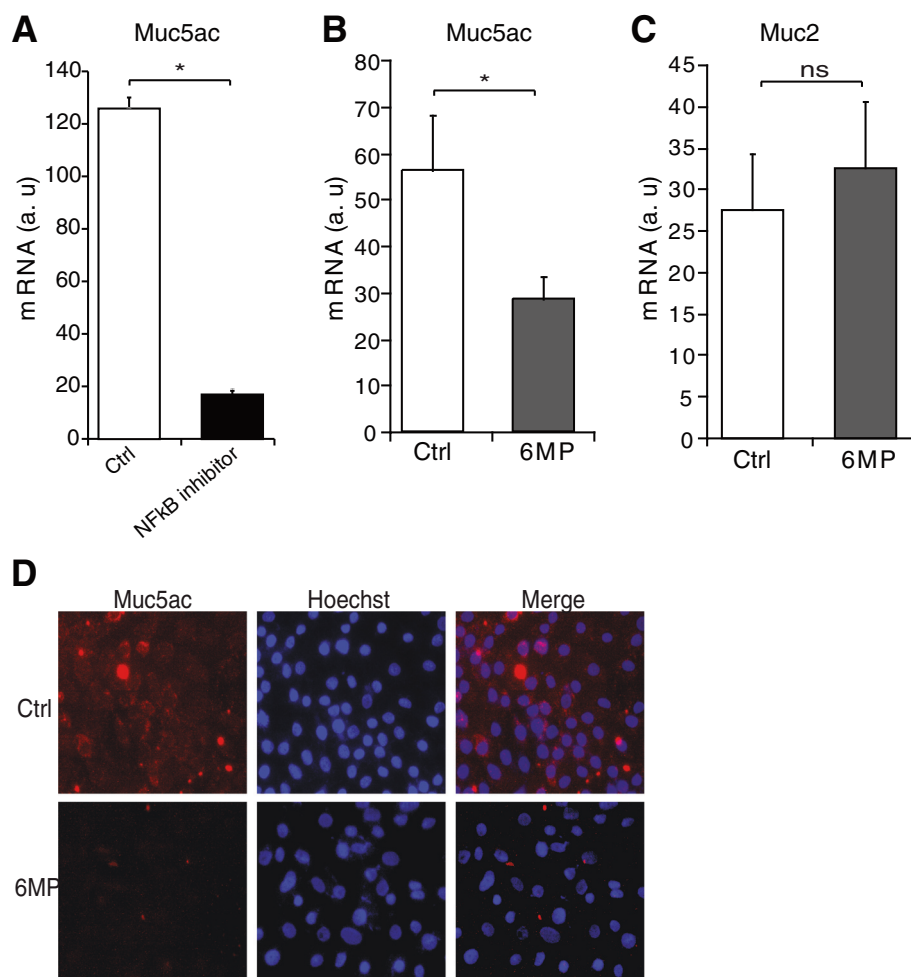 A
Muc5ac
*
140
120
100
80
60
40
20
0
mRNA (a. u)
Ctrl
NFkB inhibitor
B
Muc5ac
*
80
70
60
50
40
30
20
10
0
mRNA (a. u)
Ctrl
6MP
C
Muc2
ns
45
40
35
30
25
20
15
10
5
0
mRNA (a. u)
Ctrl
6MP
D
Muc5ac
Hoechst
Merge
Ctrl
6MP